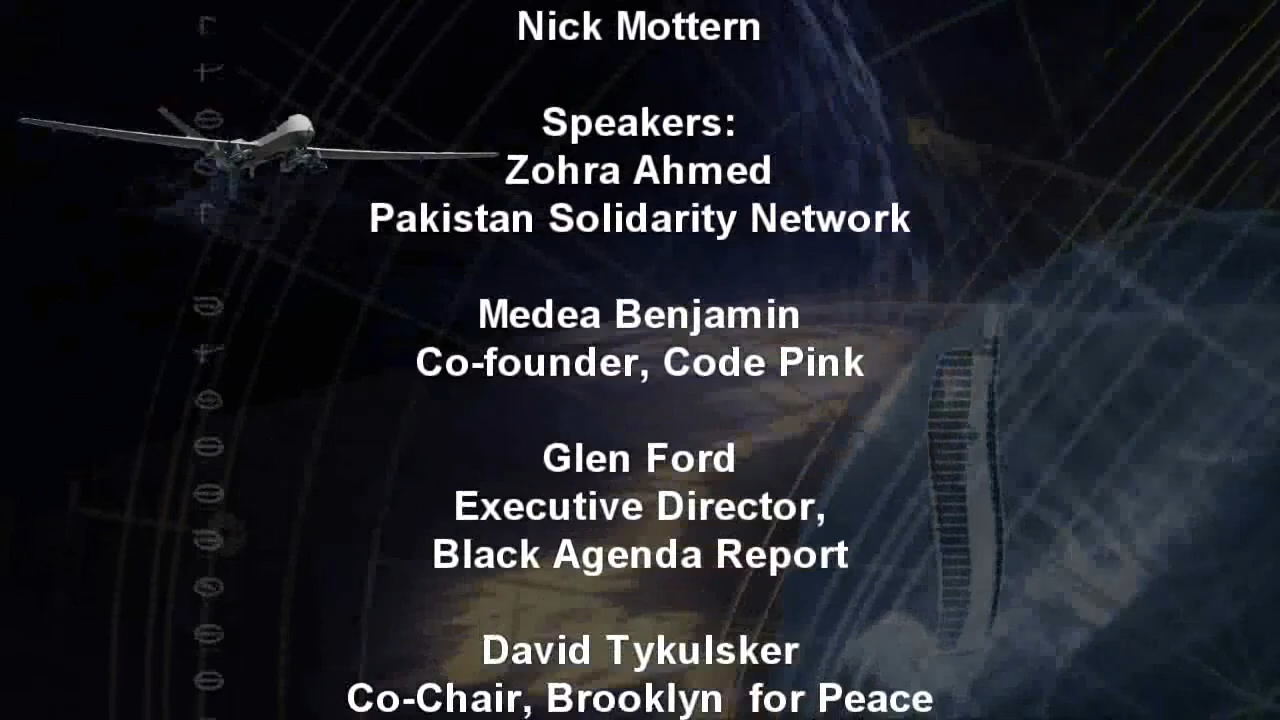 Nick Mottern
Speakers:
Zohra Ahmed
Pakistan Solidarity Network
Medea Benjamin
Co-founder, Code Pink
Glen Ford
Executive Director,
Black Agenda Report
David Tykulsker
Co-Chair, Brooklyn  for Peace